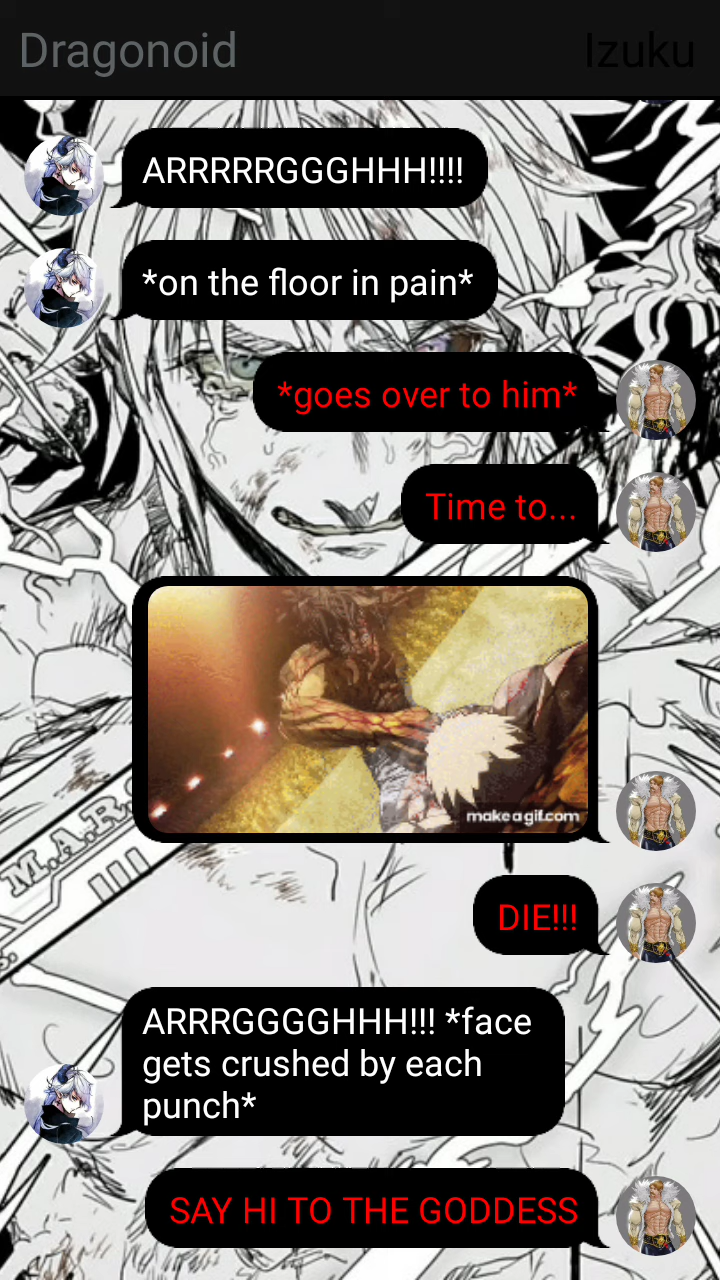 Dragonoid
Izuku
ARRRRRGGGHHH!!!!
*on the floor in pain*
*goes over to him*
Time to...
makeagif.com
M.A.R.
DIE!!!
ARRRGGGGHHH!!! *face
gets crushed by each
punch*
SAY HI TO THE GODDESS